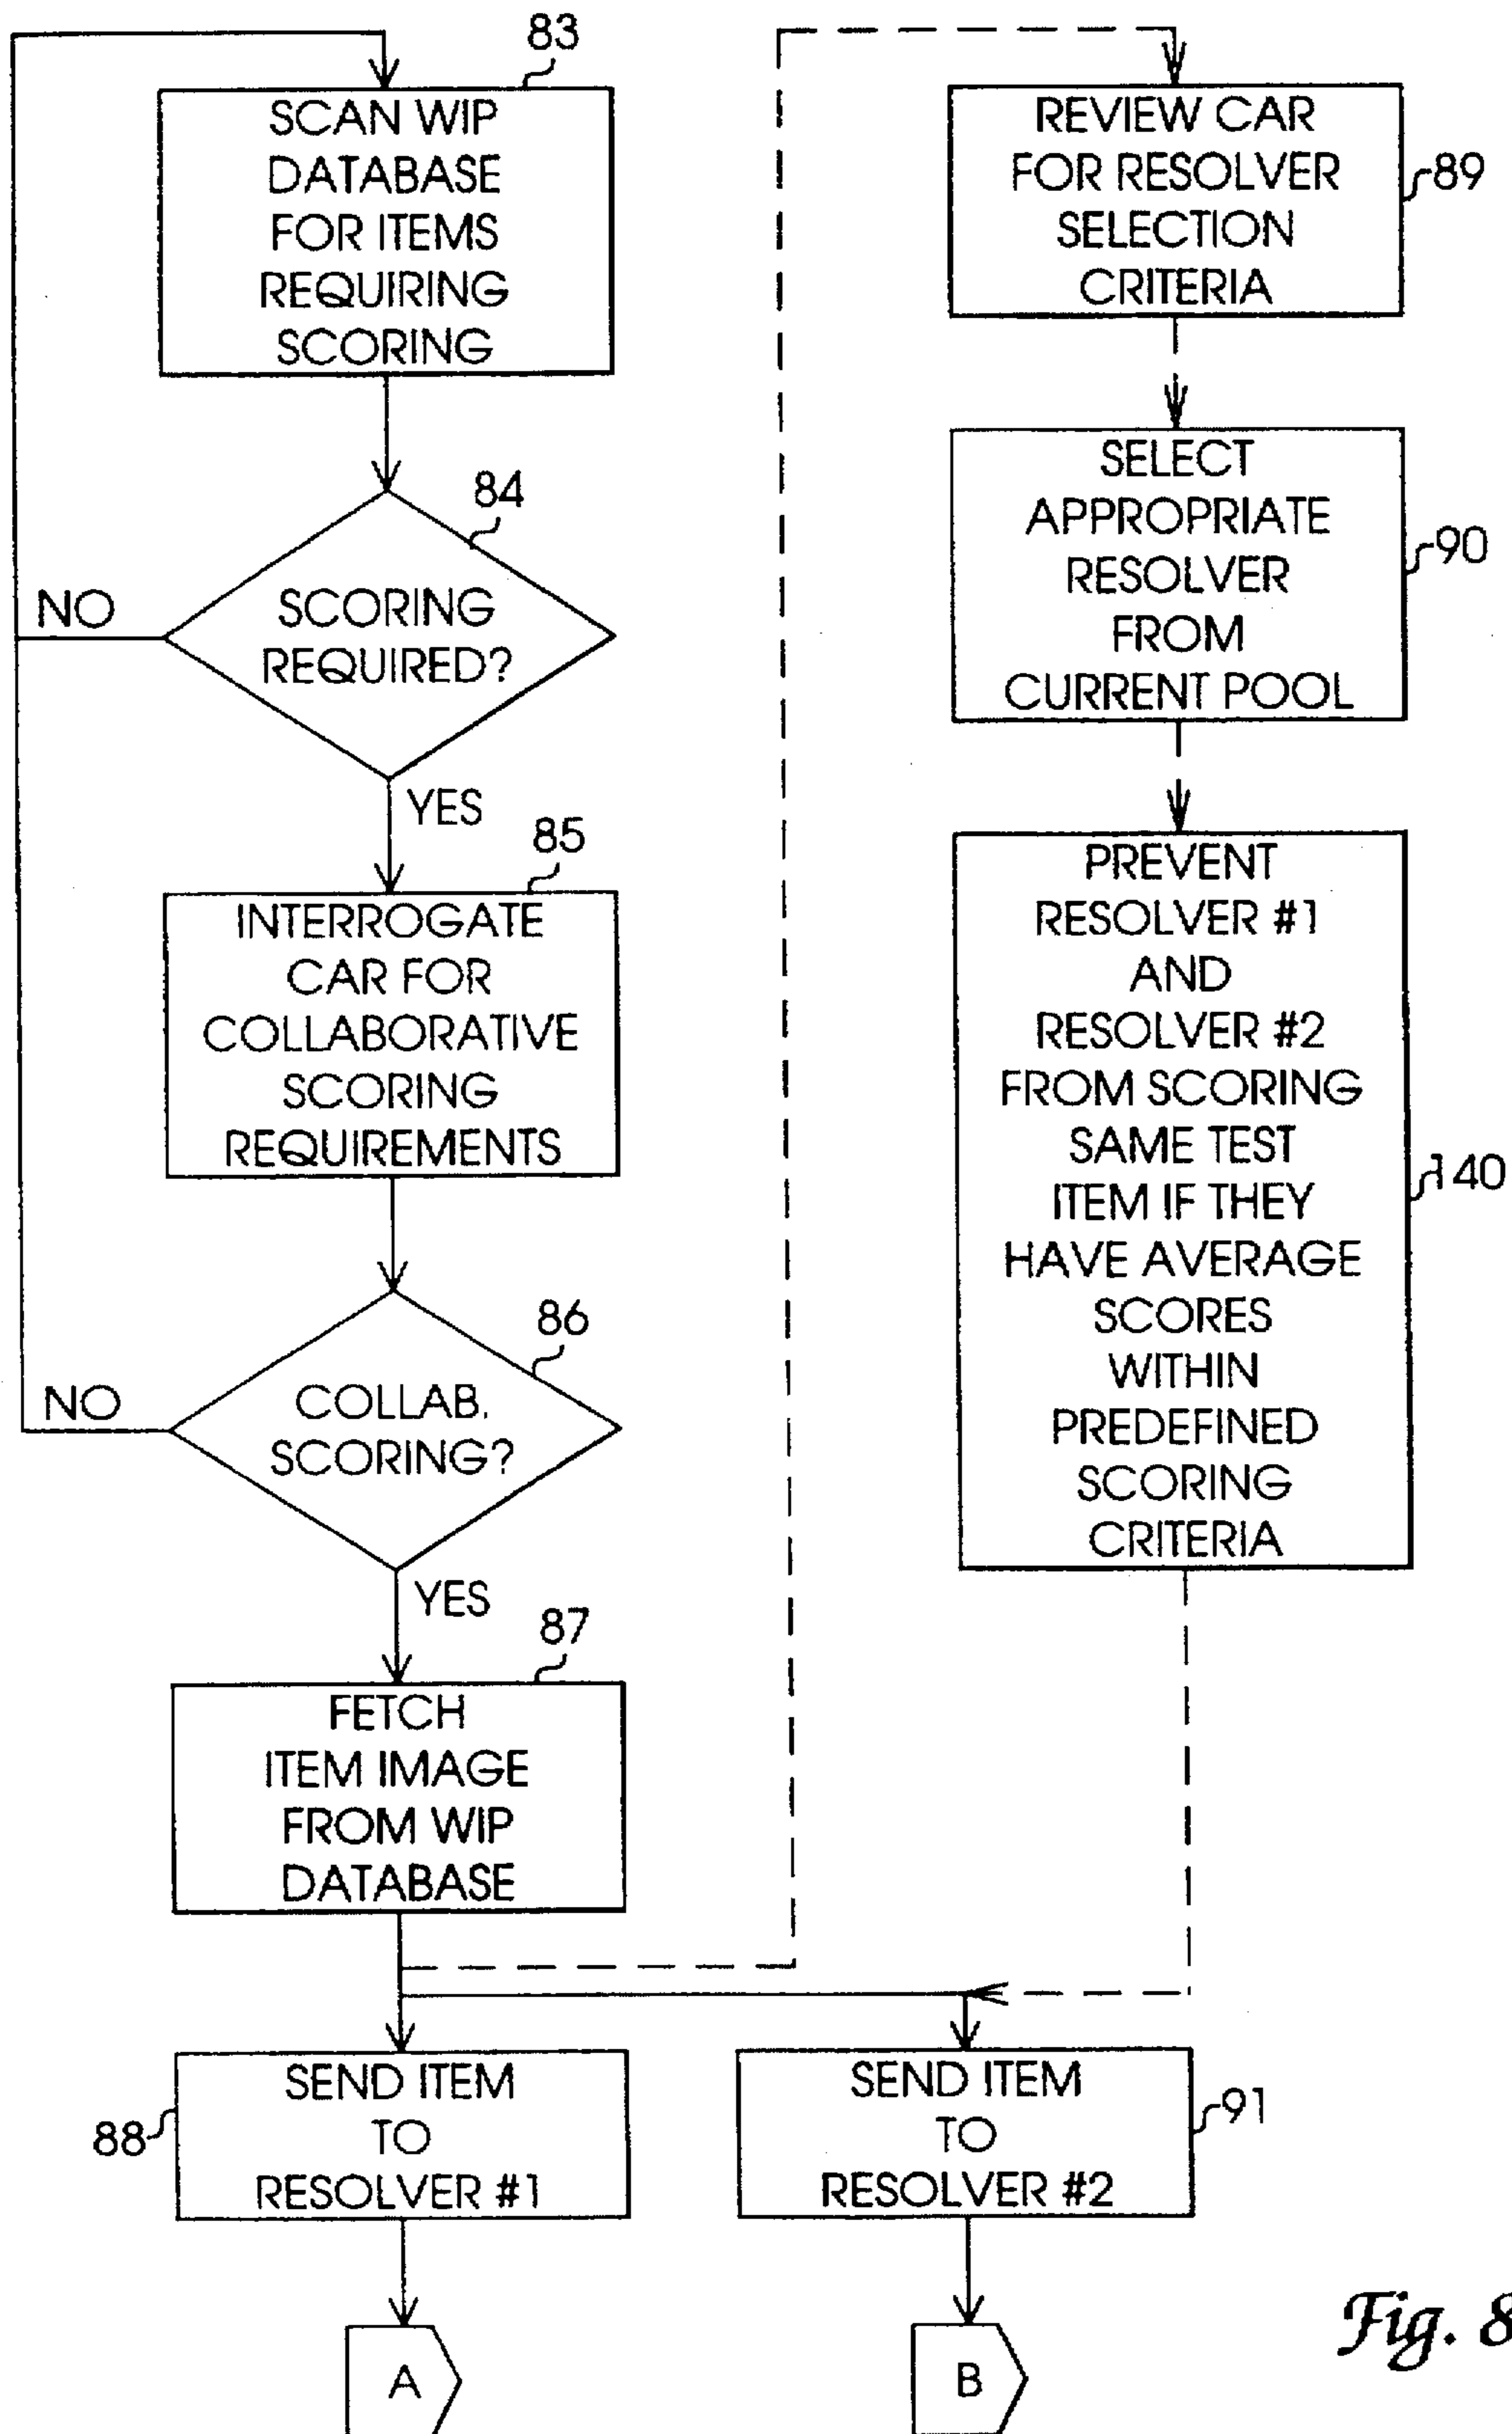 83
SCAN WIP
DATABASE
FOR ITEMS
REQUIRING
SCORING
84
NO
SCORING
REQUIRED?
YES
85
INTERROGATE
CAR FOR
COLLABORATIVE
SCORING
REQUIREMENTS
86
NO
COLLAB.
SCORING?
YES
87
FETCH
ITEM IMAGE
FROM WIP
DATABASE
88
SEND ITEM
TO
RESOLVER #1
A
REVIEW CAR
FOR RESOLVER
SELECTION
CRITERIA
89
SELECT
APPROPRIATE
RESOLVER
FROM
CURRENT POOL
90
PREVENT
RESOLVER #1
AND
RESOLVER #2
FROM SCORING
SAME TEST
ITEM IF THEY
HAVE AVERAGE
SCORES
WITHIN
PREDEFINED
SCORING
CRITERIA
140
SEND ITEM
TO
RESOLVER #2
91
B
Fig. 8